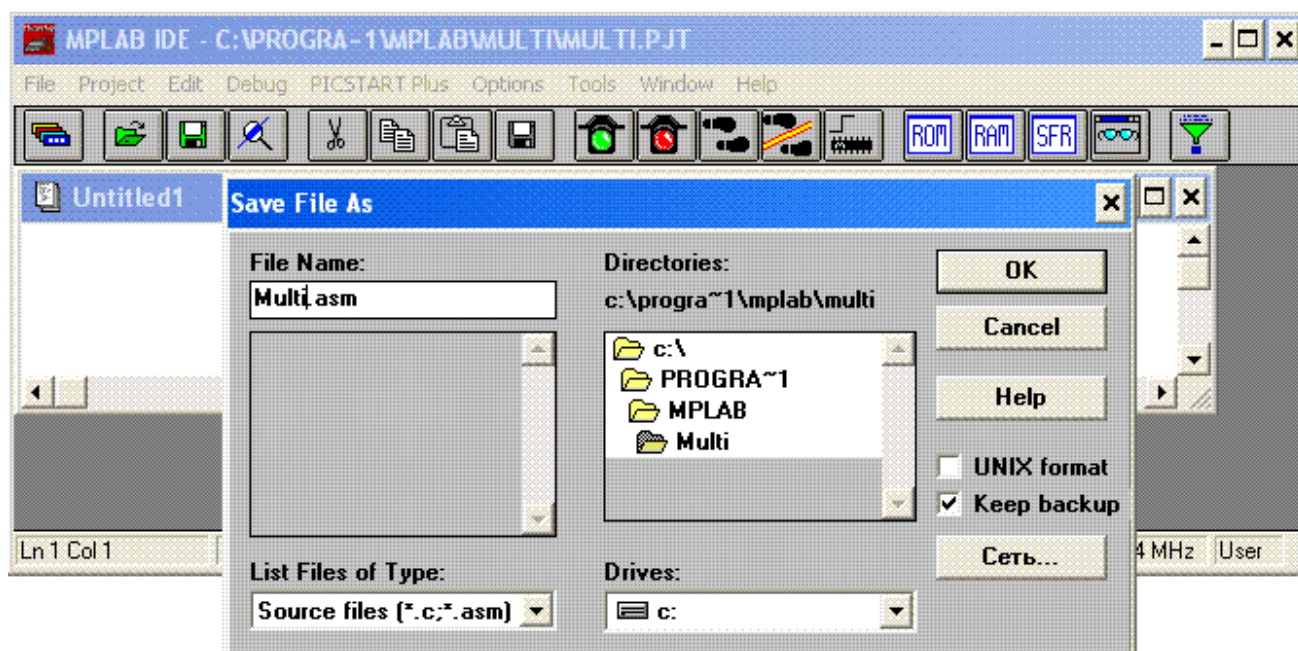 MPLAB IDE - C:\PROGRA~1\MPLAB\MULTI\MULTI.PJT
File Project Edit Debug PICSTART Plus Options Tools Window Help
ROM RAM SFR
Untitled1
Save File As
File Name:
Multi.asm
Directories:
c:\progra~1\mplab\multi
c:\
PROGRA~1
MPLAB
Multi
OK
Cancel
Help
UNIX format
Keep backup
Сеть...
List Files of Type:
Source files (*.c;*.asm)
Drives:
c:
Ln 1 Col 1
4 MHz User